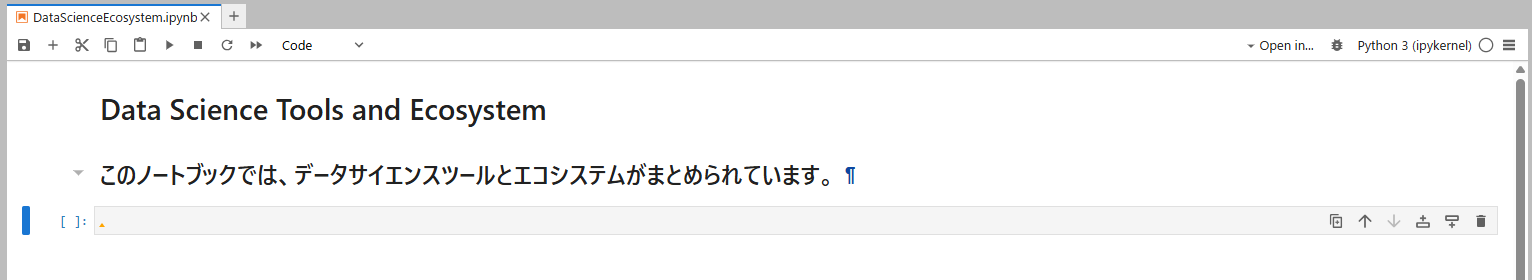 DataScienceEcosystem.ipynb
Code
Open in...
Python 3 (ipykernel)
Data Science Tools and Ecosystem
このノートブックでは、データサイエンスツールとエコシステムがまとめられています。 ¶
[ ]: